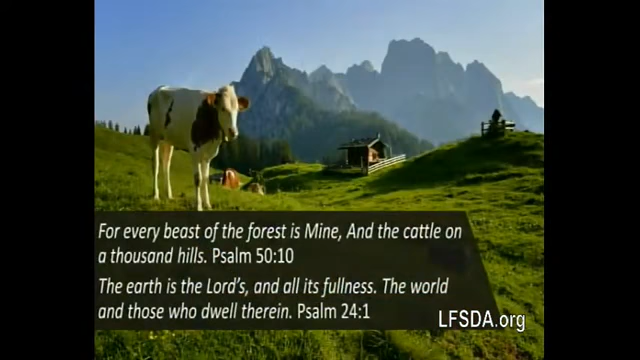 For every beast of the forest is Mine, And the cattle on
a thousand hills. Psalm 50:10
The earth is the Lord's, and all its fullness. The world
and those who dwell therein. Psalm 24:1
LFSDA.org